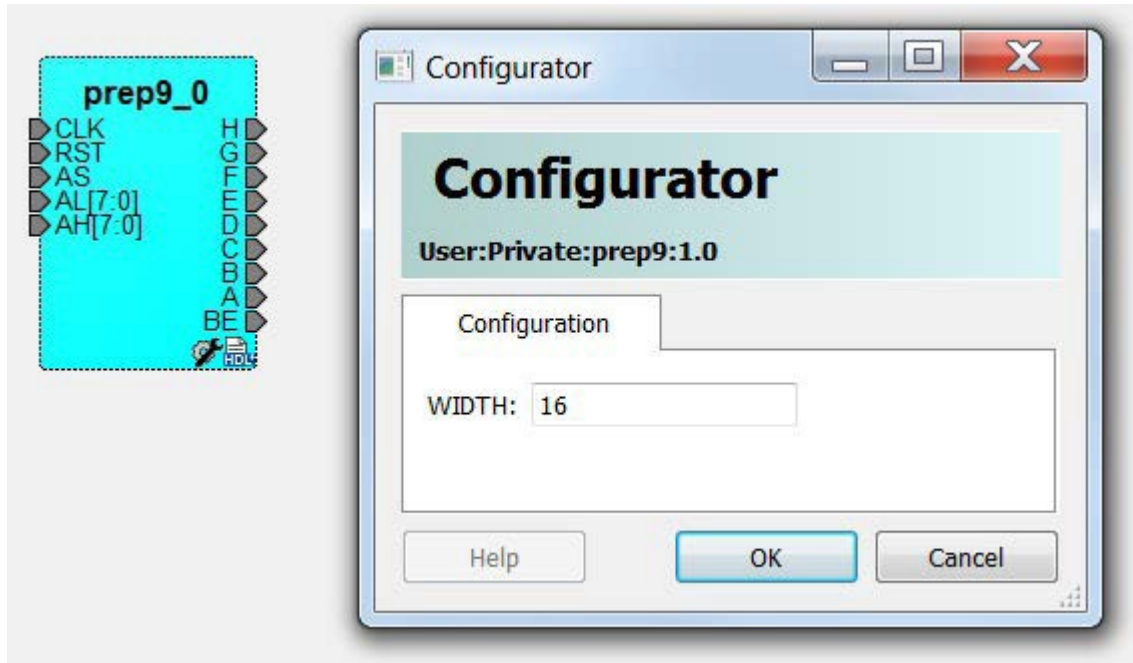 prep9_0
CLK H
RST G
AS F
AL[7:0] E
AH[7:0] D
C
B
A
BE
HDL
Configurator
Configurator
User:Private:prep9:1.0
Configuration
WIDTH: 16
Help OK Cancel